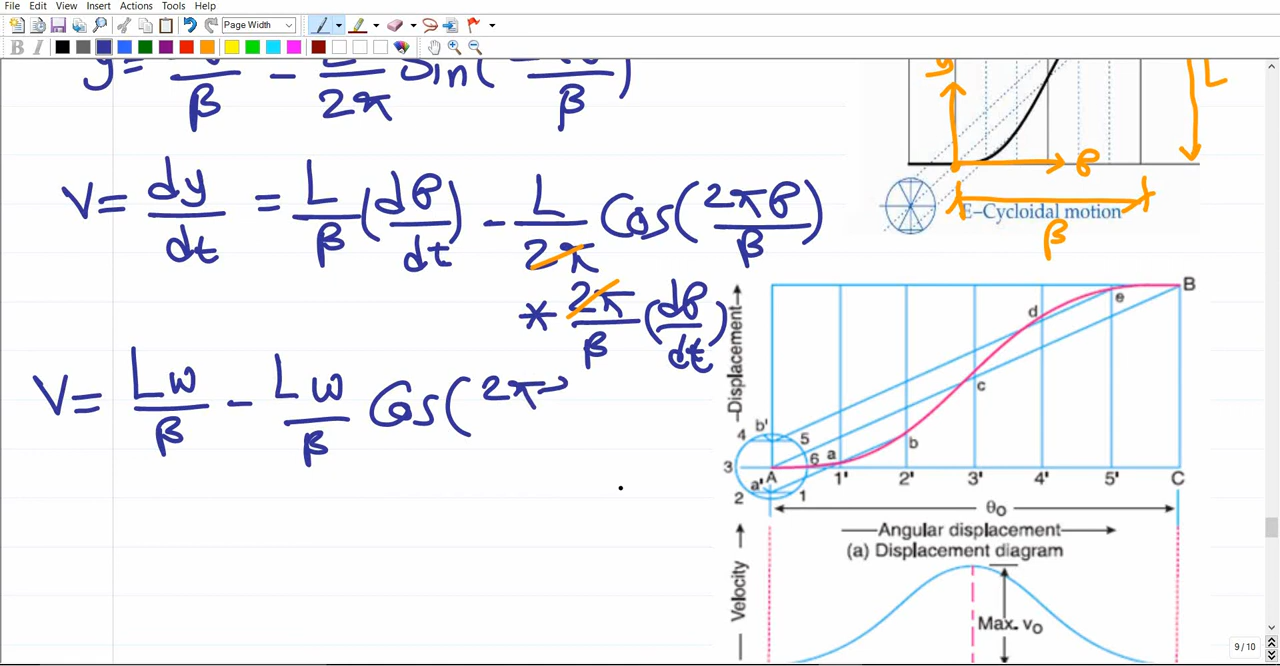 File Edit View Insert Actions Tools Help
Page Width
B I
y= — β − L/2π Sin( — /β )
V= dy/dt = L/β (dθ/dt) − L/2π Cos(2πθ/β)
* 2π/β (dθ/dt)
V= Lω/β − Lω/β Cos(2π
y
L
θ
E–Cycloidal motion
β
Displacement
B
e
d
c
b
a
4 b' 5
3 6 A 1' 2' 3' 4' 5' C
2 a' 1
θo
Angular displacement
(a) Displacement diagram
Velocity
Max. vo
9 / 10